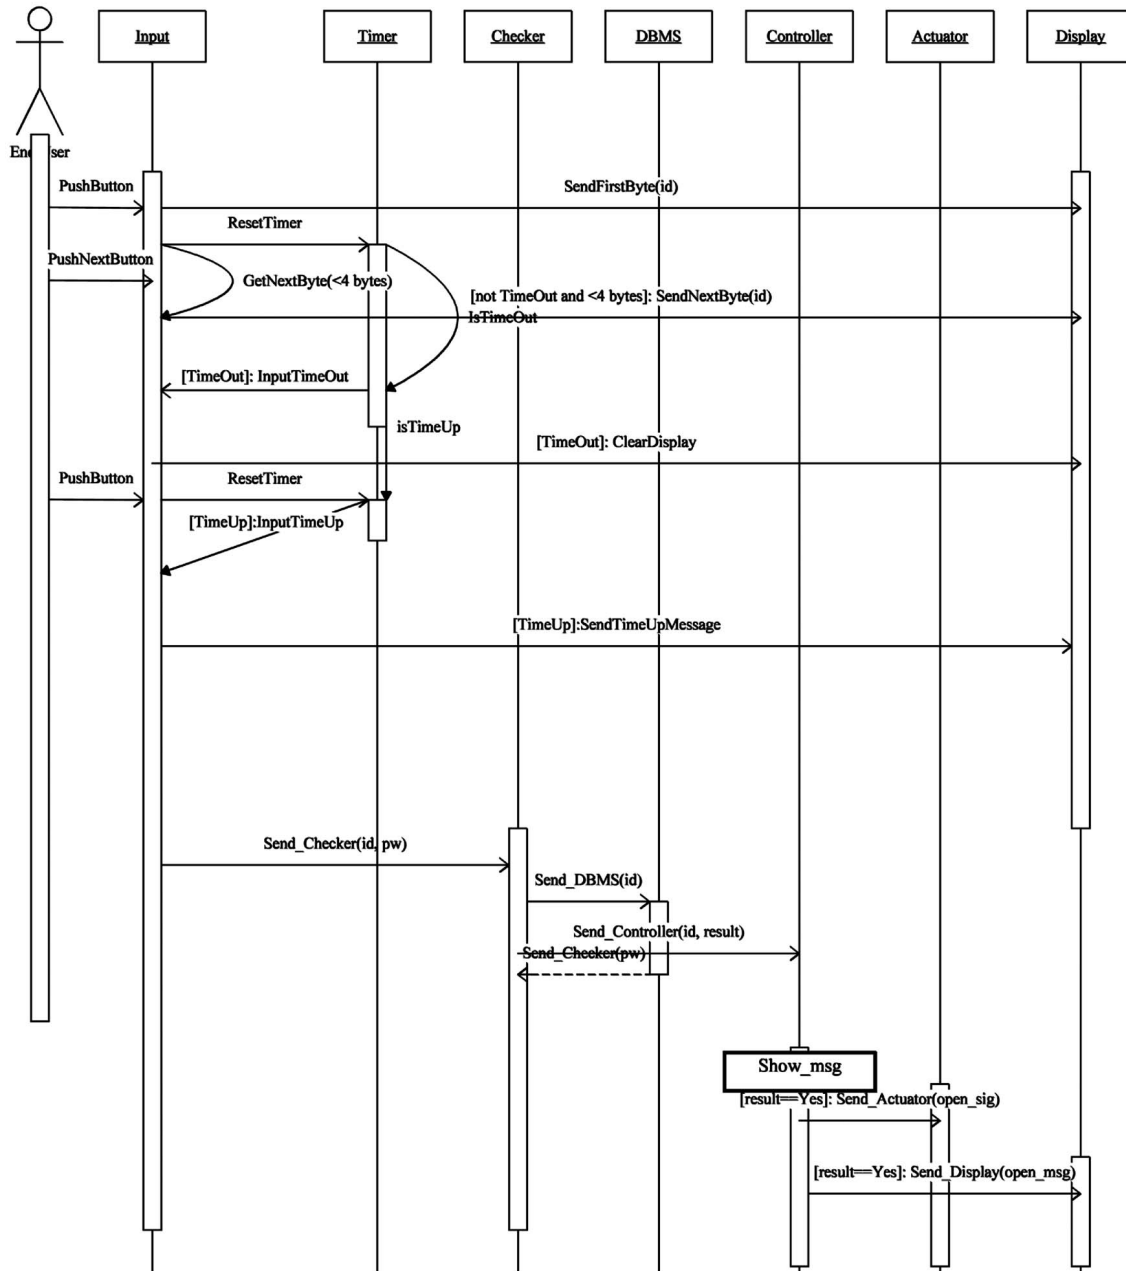 Input
Timer
Checker
DBMS
Controller
Actuator
Display
End User
PushButton
SendFirstByte(id)
ResetTimer
PushNextButton
GetNextByte(<4 bytes)
[not TimeOut and <4 bytes]: SendNextByte(id)
IsTimeOut
[TimeOut]: InputTimeOut
isTimeUp
[TimeOut]: ClearDisplay
PushButton
ResetTimer
[TimeUp]:InputTimeUp
[TimeUp]:SendTimeUpMessage
Send_Checker(id, pw)
Send_DBMS(id)
Send_Controller(id, result)
Send_Checker(pw)
Show_msg
[result==Yes]: Send_Actuator(open_sig)
[result==Yes]: Send_Display(open_msg)